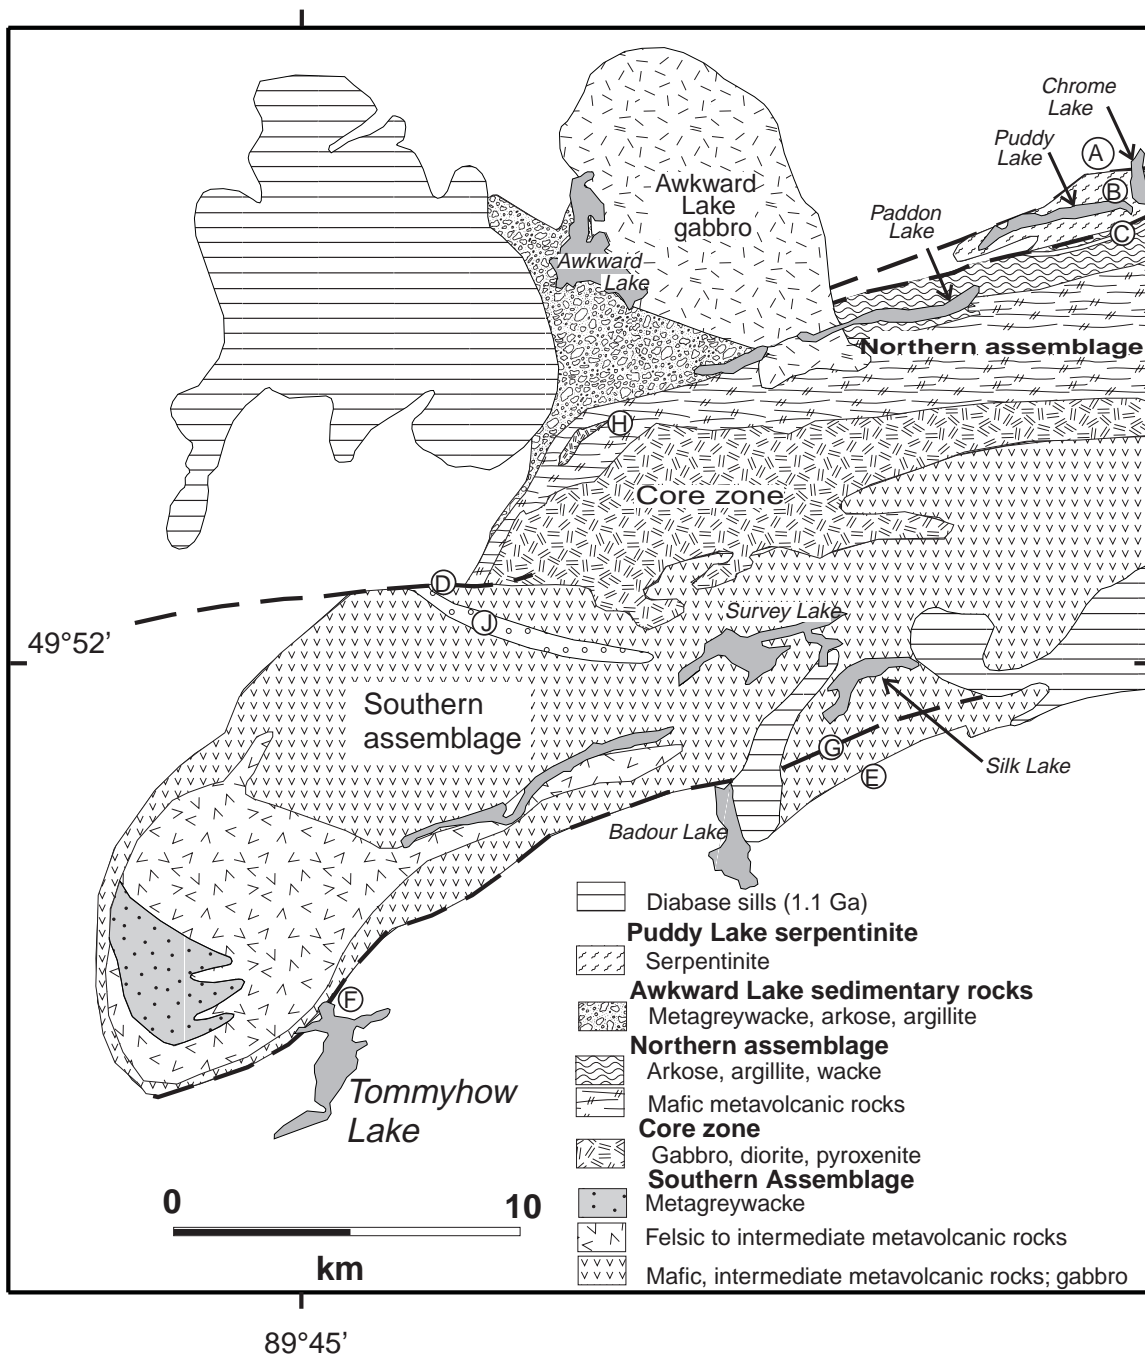 Chrome
Lake
Puddy
Lake
A
B
C
Paddon
Lake
Awkward
Lake
gabbro
Awkward
Lake
Northern assemblage
H
Core zone
D
J
Survey Lake
49°52’
Southern
assemblage
G
E
Silk Lake
Badour Lake
F
Tommyhow
Lake
Diabase sills (1.1 Ga)
Puddy Lake serpentinite
Serpentinite
Awkward Lake sedimentary rocks
Metagreywacke, arkose, argillite
Northern assemblage
Arkose, argillite, wacke
Mafic metavolcanic rocks
Core zone
Gabbro, diorite, pyroxenite
Southern Assemblage
Metagreywacke
Felsic to intermediate metavolcanic rocks
Mafic, intermediate metavolcanic rocks; gabbro
0 10
km
89°45’